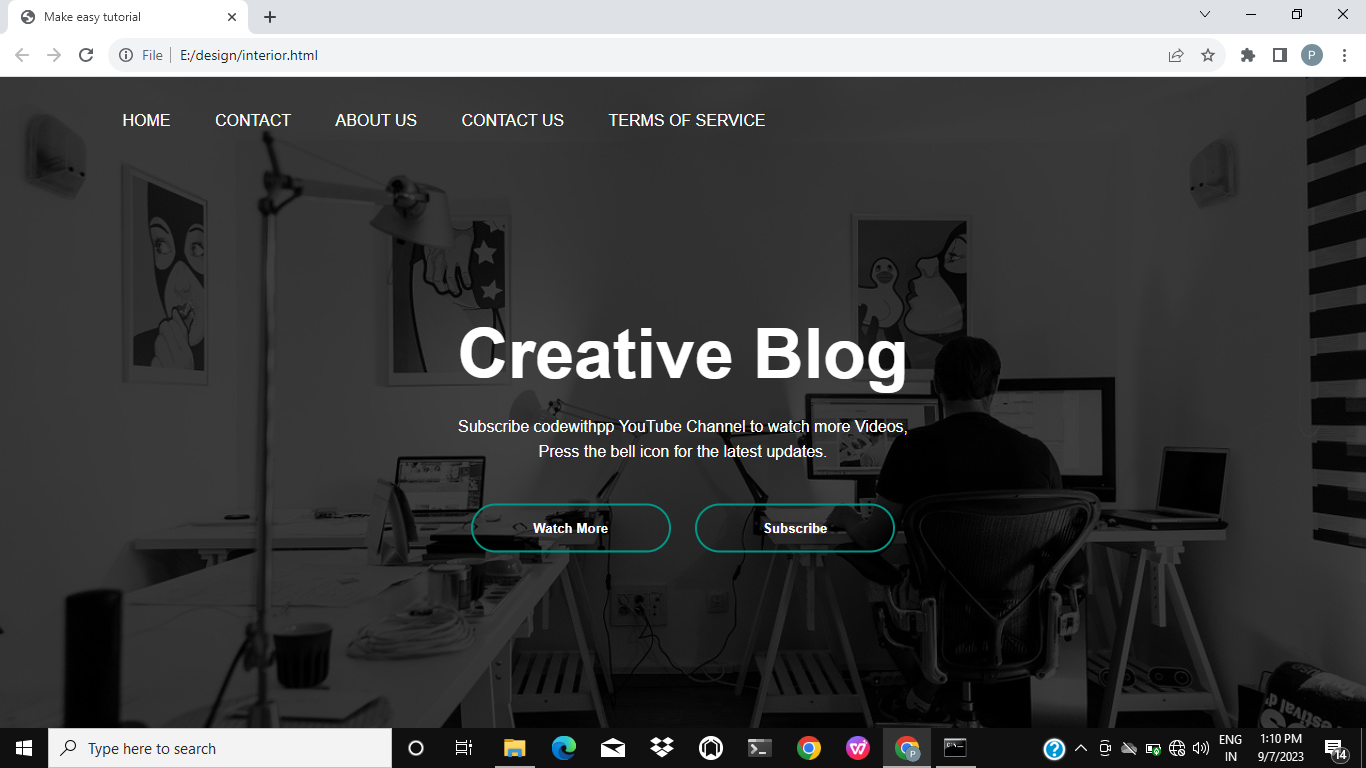 Make easy tutorial
File
E:/design/interior.html
P
HOME CONTACT ABOUT US CONTACT US TERMS OF SERVICE
Creative Blog
Subscribe codewithpp YouTube Channel to watch more Videos,
Press the bell icon for the latest updates.
Watch More
Subscribe
Type here to search
P
ENG
IN
1:10 PM
9/7/2023
14